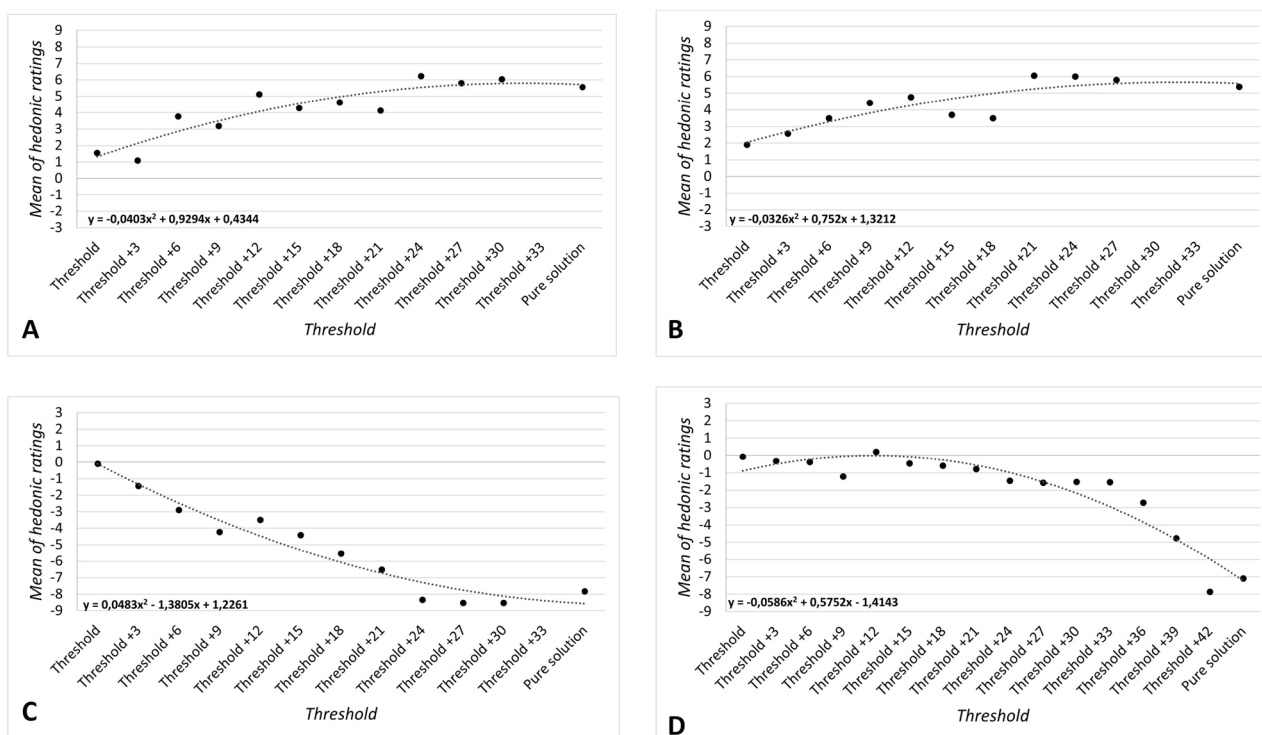 Mean of hedonic ratings
9
8
7
6
5
4
3
2
1
0
-1
-2
-3
y = -0,0403x² + 0,9294x + 0,4344
Threshold
Threshold +3
Threshold +6
Threshold +9
Threshold +12
Threshold +15
Threshold +18
Threshold +21
Threshold +24
Threshold +27
Threshold +30
Threshold +33
Pure solution
Threshold
A
Mean of hedonic ratings
9
8
7
6
5
4
3
2
1
0
-1
-2
-3
y = -0,0326x² + 0,752x + 1,3212
Threshold
Threshold +3
Threshold +6
Threshold +9
Threshold +12
Threshold +15
Threshold +18
Threshold +21
Threshold +24
Threshold +27
Threshold +30
Threshold +33
Pure solution
Threshold
B
Mean of hedonic ratings
3
2
1
0
-1
-2
-3
-4
-5
-6
-7
-8
-9
y = 0,0483x² - 1,3805x + 1,2261
Threshold
Threshold +3
Threshold +6
Threshold +9
Threshold +12
Threshold +15
Threshold +18
Threshold +21
Threshold +24
Threshold +27
Threshold +30
Threshold +33
Pure solution
Threshold
C
Mean of hedonic ratings
3
2
1
0
-1
-2
-3
-4
-5
-6
-7
-8
-9
y = -0,0586x² + 0,5752x - 1,4143
Threshold
Threshold +3
Threshold +6
Threshold +9
Threshold +12
Threshold +15
Threshold +18
Threshold +21
Threshold +24
Threshold +27
Threshold +30
Threshold +33
Threshold +36
Threshold +39
Threshold +42
Pure solution
Threshold
D